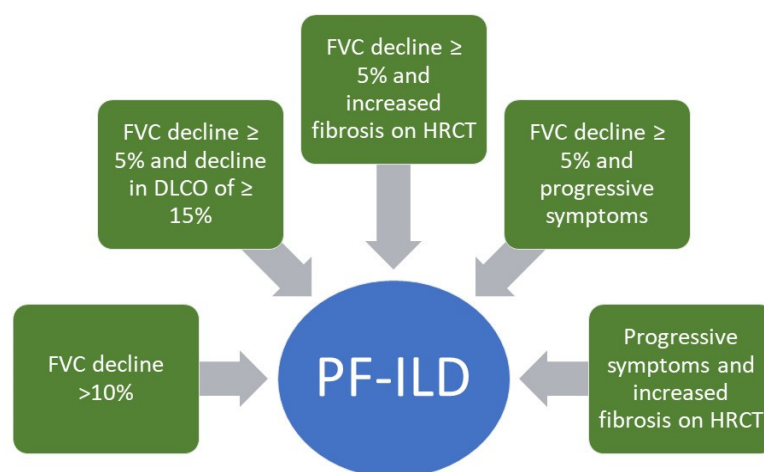 FVC decline ≥
5% and
increased
fibrosis on HRCT
FVC decline ≥
5% and decline
in DLCO of ≥
15%
FVC decline ≥
5% and
progressive
symptoms
FVC decline
>10%
PF-ILD
Progressive
symptoms and
increased
fibrosis on HRCT